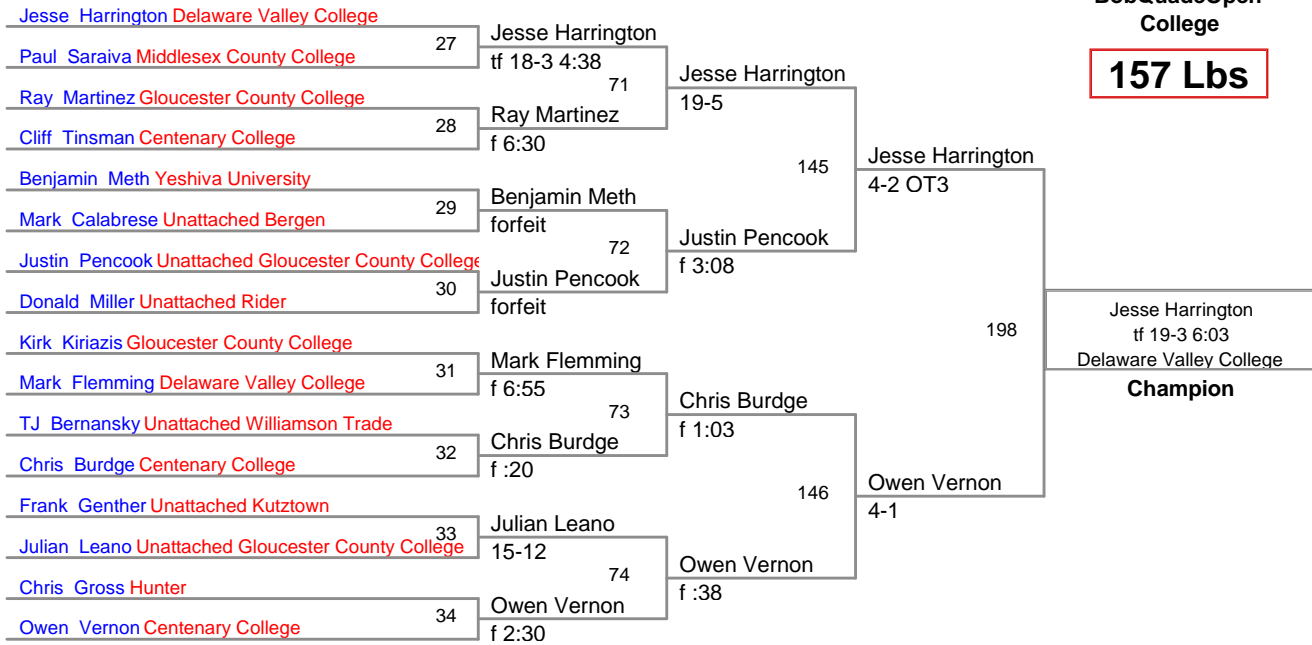 BobQuadeOpen
College
157 Lbs
Jesse Harrington Delaware Valley College
27
Paul Saraiva Middlesex County College
Ray Martinez Gloucester County College
28
Cliff Tinsman Centenary College
Benjamin Meth Yeshiva University
29
Mark Calabrese Unattached Bergen
Justin Pencook Unattached Gloucester County College
30
Donald Miller Unattached Rider
Kirk Kiriazis Gloucester County College
31
Mark Flemming Delaware Valley College
TJ Bernansky Unattached Williamson Trade
32
Chris Burdge Centenary College
Frank Genther Unattached Kutztown
33
Julian Leano Unattached Gloucester County College
Chris Gross Hunter
34
Owen Vernon Centenary College
Jesse Harrington
tf 18-3 4:38
71
Ray Martinez
f 6:30
Benjamin Meth
forfeit
72
Justin Pencook
forfeit
Mark Flemming
f 6:55
73
Chris Burdge
f :20
Julian Leano
15-12
74
Owen Vernon
f 2:30
Jesse Harrington
19-5
145
Justin Pencook
f 3:08
Chris Burdge
f 1:03
146
Owen Vernon
f :38
Jesse Harrington
4-2 OT3
198
Owen Vernon
4-1
Jesse Harrington
tf 19-3 6:03
Delaware Valley College
Champion